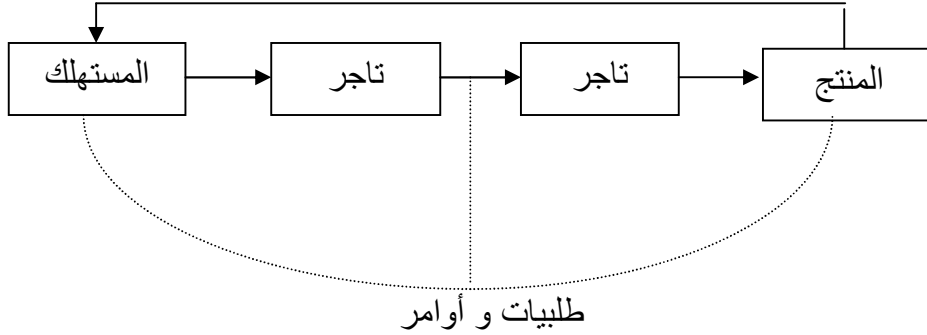 المنتج
تاجر
تاجر
المستهلك
طلبيات و أوامر